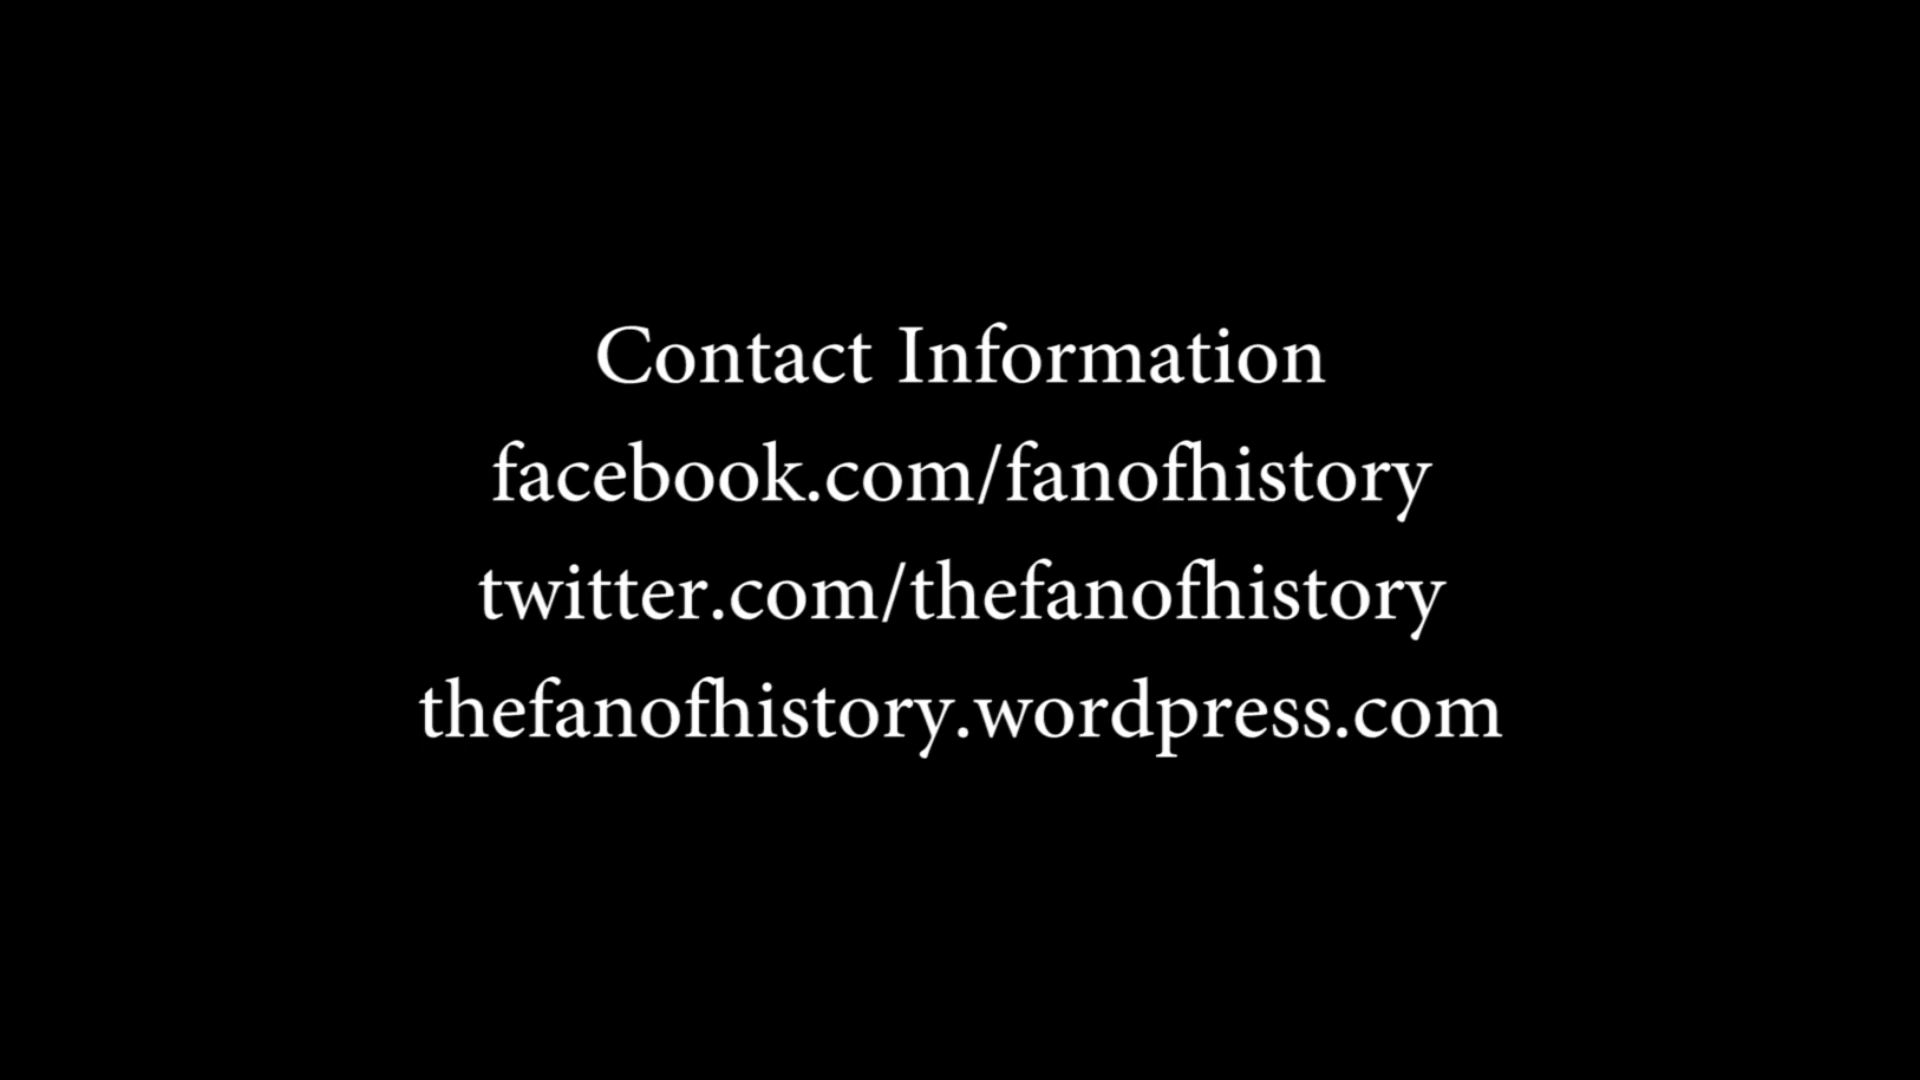 Contact Information
facebook.com/fanofhistory
twitter.com/thefanofhistory
thefanofhistory.wordpress.com